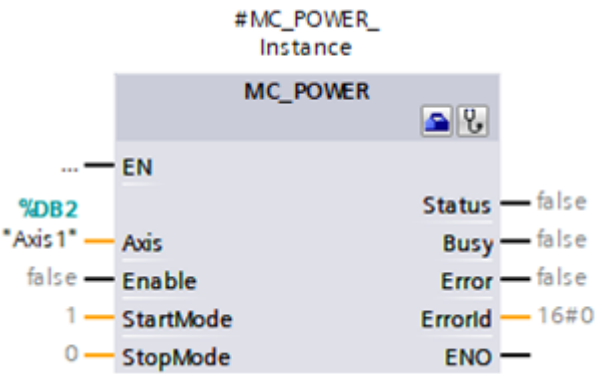 #MC_POWER_
Instance
MC_POWER
... EN
Status false
%DB2
"Axis1" Axis Busy false
false Enable Error false
1 StartMode ErrorId 16#0
0 StopMode ENO